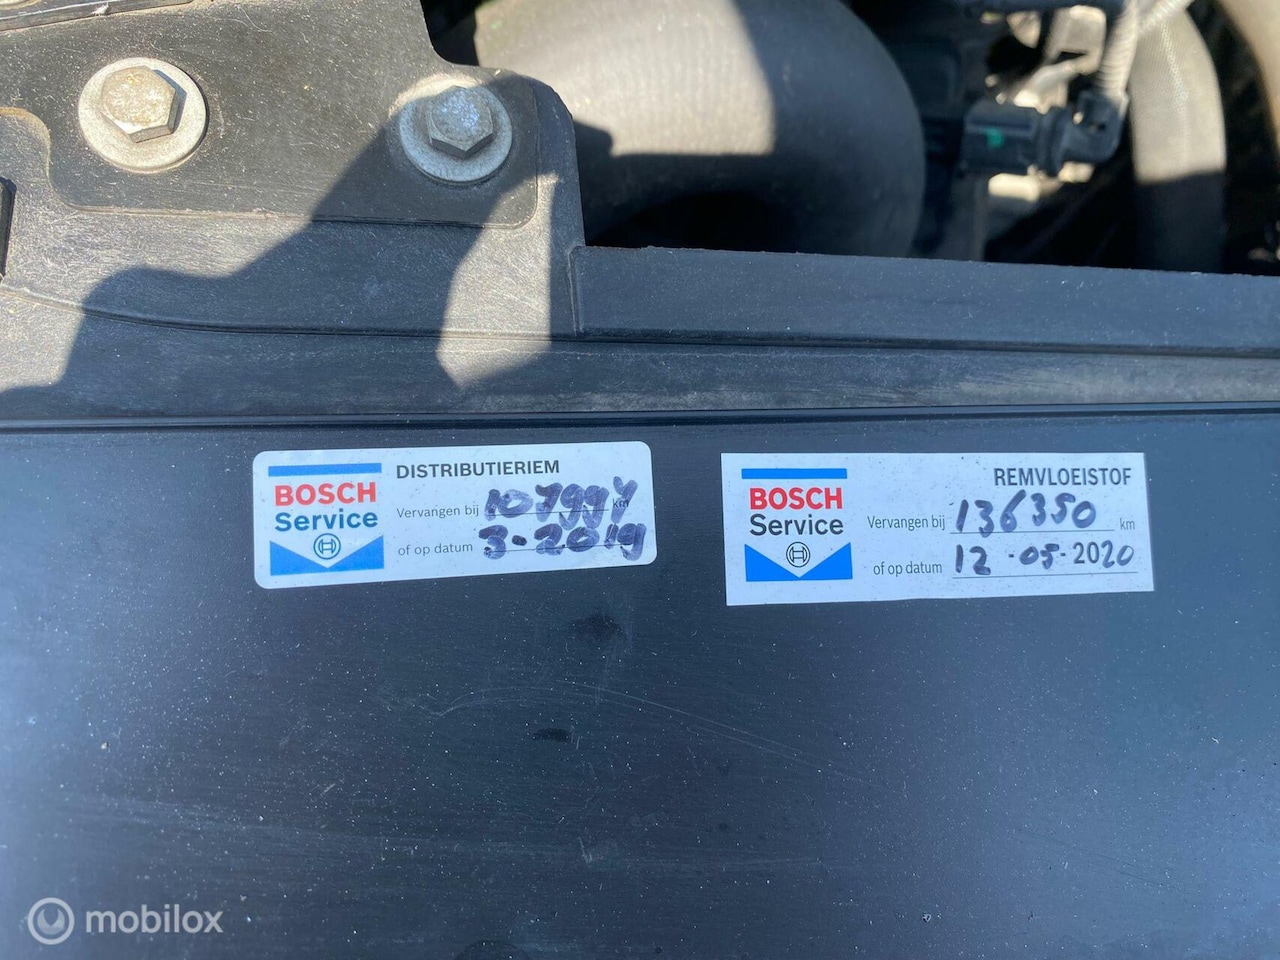 BOSCH
Service
DISTRIBUTIERIEM
Vervangen bij km
of op datum 3-2019
BOSCH
Service
REMVLOEISTOF
Vervangen bij 136350 km
of op datum 12-05-2020
mobilox